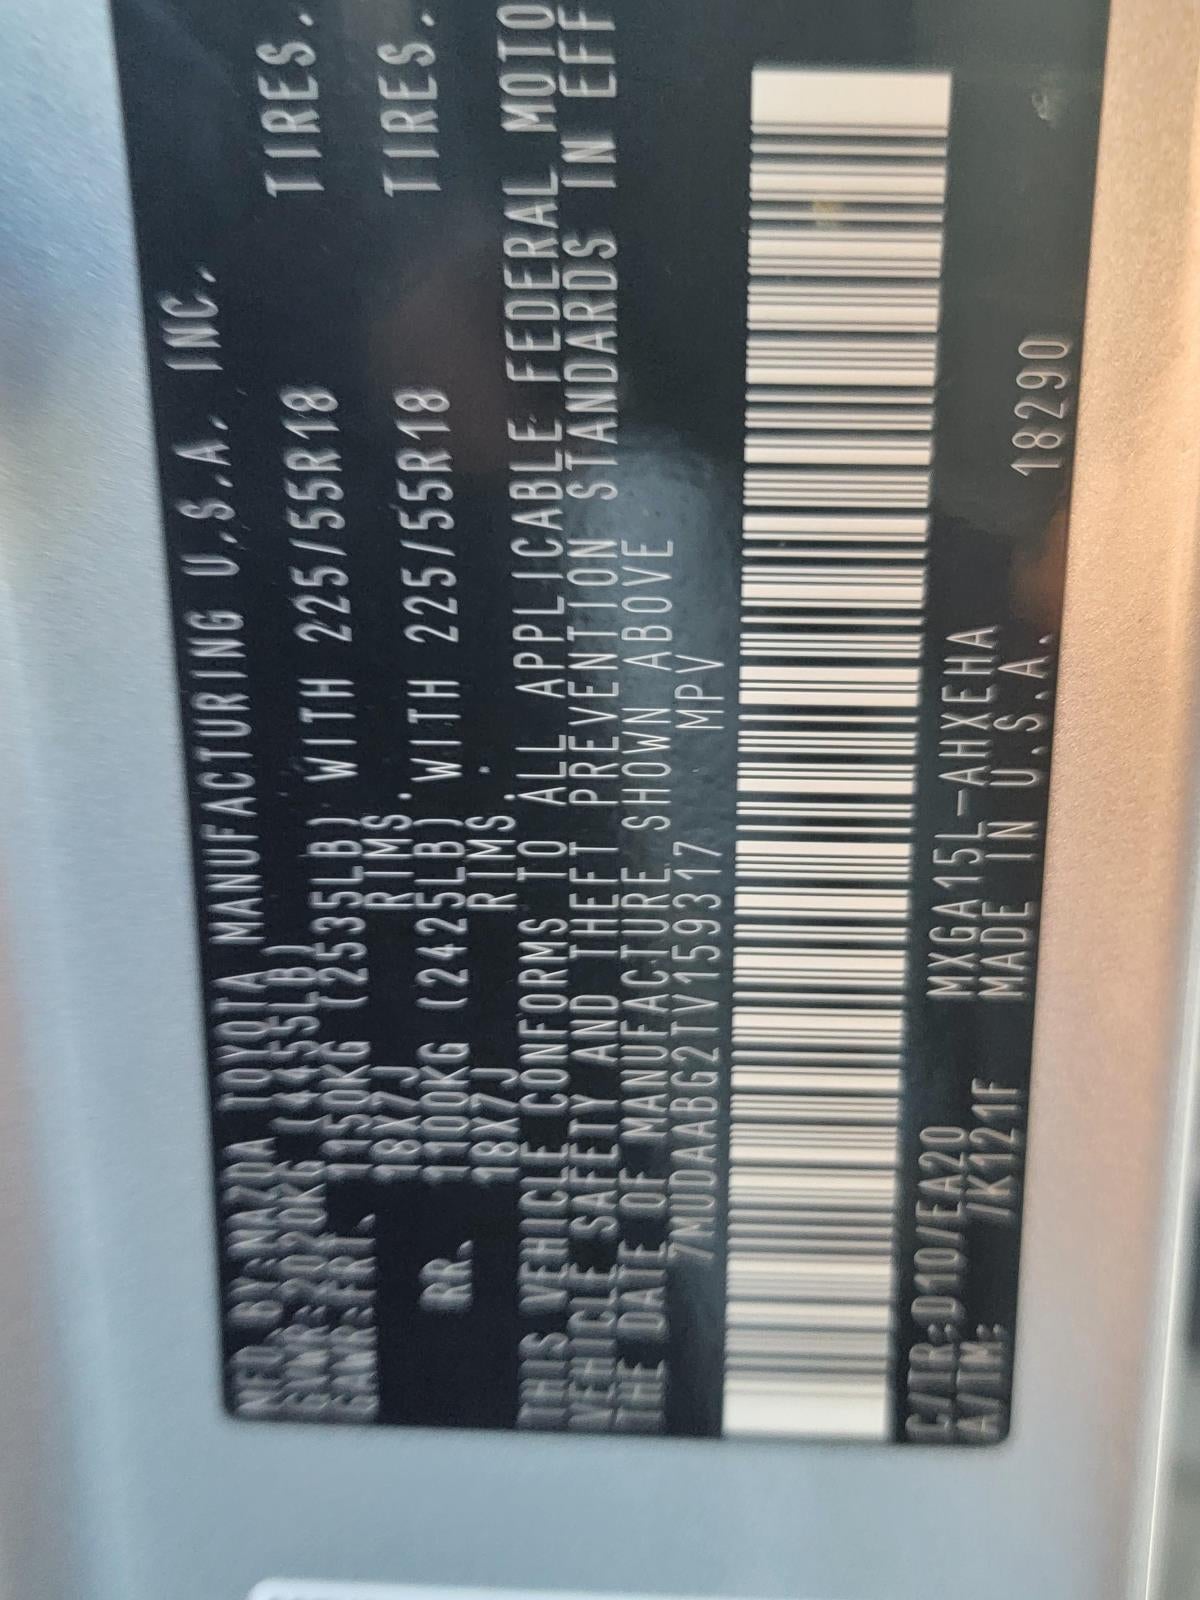 MFD. BY:MAZDA TOYOTA MANUFACTURING U.S.A. INC.
GVWR:2020KG (4455LB)
GAWR:FRT. 1150KG (2535LB) WITH 225/55R18 TIRES.
18X7J RIMS.
RR. 1100KG (2425LB) WITH 225/55R18 TIRES.
18X7J RIMS.
THIS VEHICLE CONFORMS TO ALL APPLICABLE FEDERAL MOTO
VEHICLE SAFETY AND THEFT PREVENTION STANDARDS IN EFF
THE DATE OF MANUFACTURE SHOWN ABOVE
7MUDAABG2TV159317 MPV
C/TR:D10/EA20 MXGA15L-AHXEHA
A/TM: /K121F MADE IN U.S.A. 18290